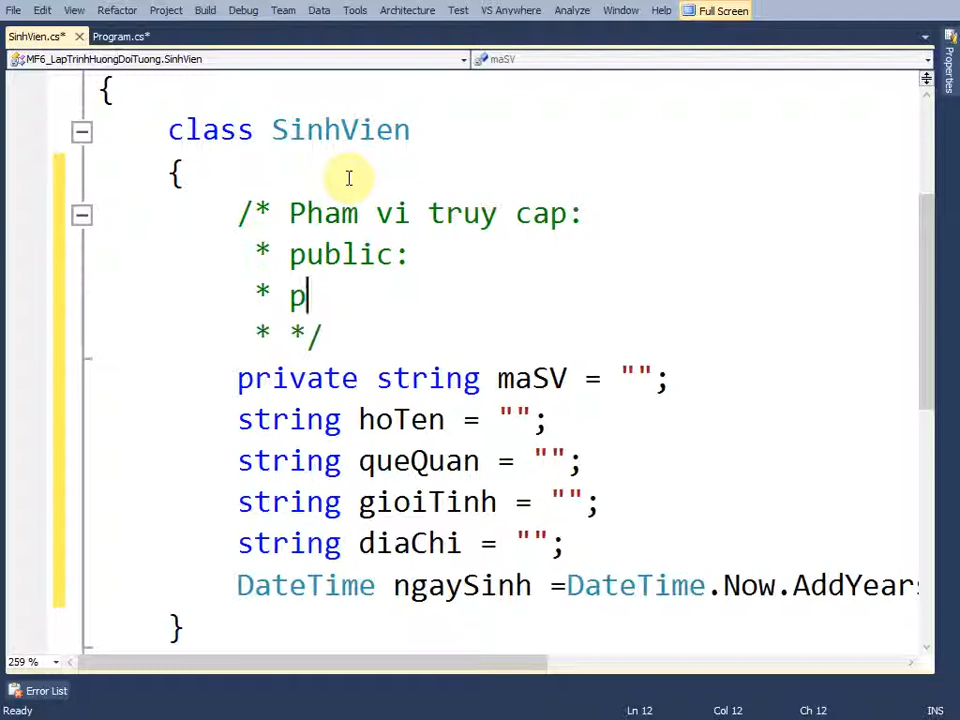 File Edit View Refactor Project Build Debug Team Data Tools Architecture Test VS Anywhere Analyze Window Help Full Screen
SinhVien.cs* Program.cs*
MF6_LapTrinhHuongDoiTuong.SinhVien maSV
Properties
{
class SinhVien
{
/* Pham vi truy cap:
* public:
* p
* */
private string maSV = "";
string hoTen = "";
string queQuan = "";
string gioiTinh = "";
string diaChi = "";
DateTime ngaySinh =DateTime.Now.AddYears
}
259 %
Error List
Ready Ln 12 Col 12 Ch 12 INS